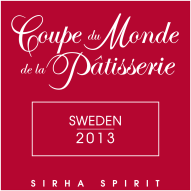 Coupe du Monde
de la Pâtisserie
SWEDEN
2013
SIRHA SPIRIT